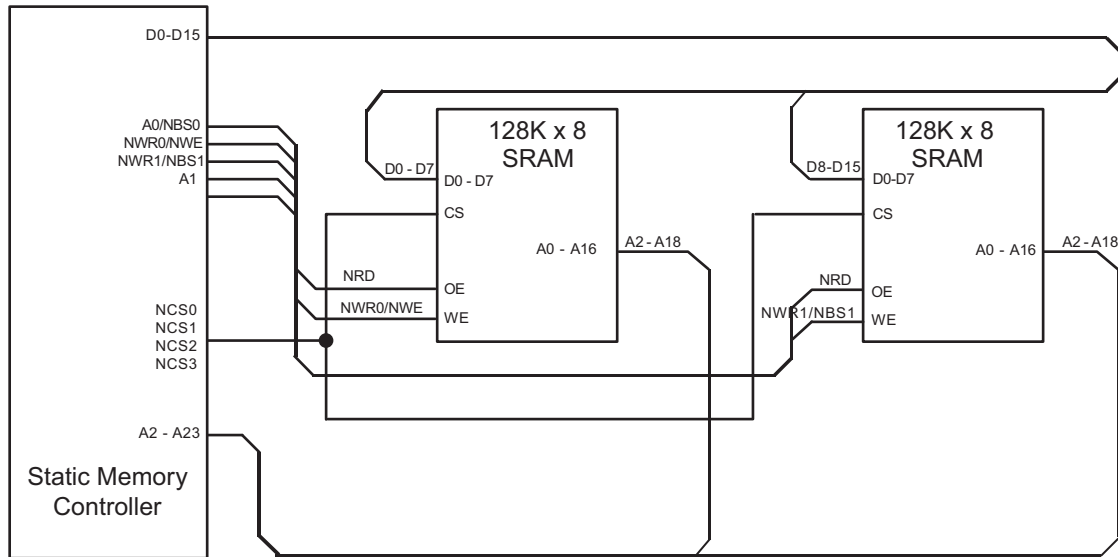 D0-D15
A0/NBS0
NWR0/NWE
NWR1/NBS1
A1
NCS0
NCS1
NCS2
NCS3
A2 - A23
Static Memory
Controller
128K x 8
SRAM
D0 - D7
D0 - D7
CS
A0 - A16
A2 - A18
NRD
OE
NWR0/NWE
WE
128K x 8
SRAM
D8-D15
D0-D7
CS
A0 - A16
A2 - A18
NRD
OE
NWR1/NBS1
WE